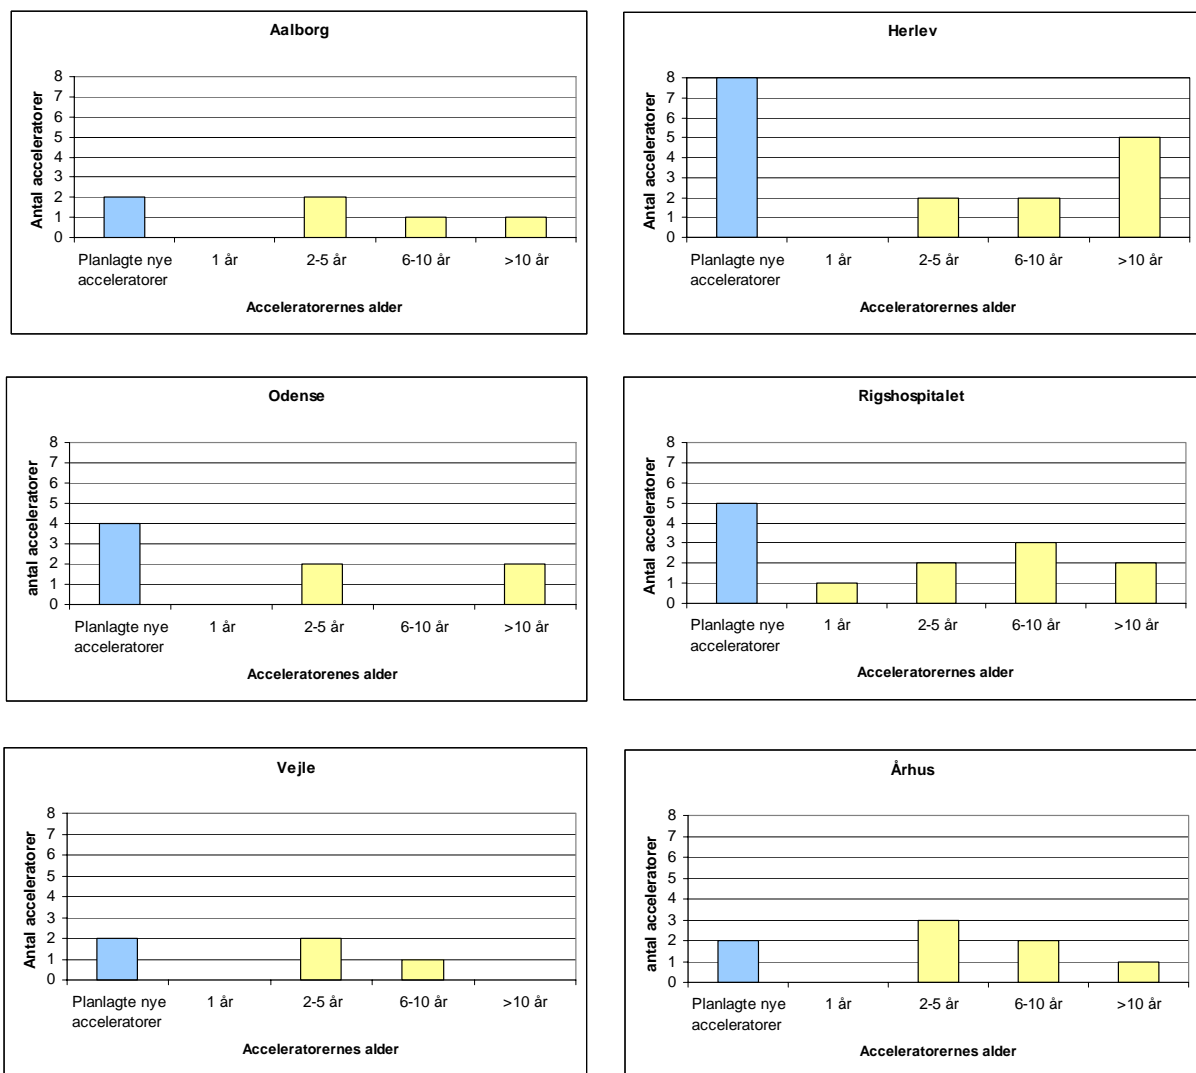 Aalborg
Antal acceleratorer
8
7
6
5
4
3
2
1
0
Planlagte nye
acceleratorer
1 år
2-5 år
6-10 år
>10 år
Acceleratorernes alder
Herlev
Antal acceleratorer
8
7
6
5
4
3
2
1
0
Planlagte nye
acceleratorer
1 år
2-5 år
6-10 år
>10 år
Acceleratorernes alder
Odense
antal acceleratorer
8
7
6
5
4
3
2
1
0
Planlagte nye
acceleratorer
1 år
2-5 år
6-10 år
>10 år
Acceleratorenes alder
Rigshospitalet
Antal acceleratorer
8
7
6
5
4
3
2
1
0
Planlagte nye
acceleratorer
1 år
2-5 år
6-10 år
>10 år
Acceleratorernes alder
Vejle
Antal acceleratorer
8
7
6
5
4
3
2
1
0
Planlagte nye
acceleratorer
1 år
2-5 år
6-10 år
>10 år
Acceleratorernes alder
Århus
antal acceleratorer
8
7
6
5
4
3
2
1
0
Planlagte nye
acceleratorer
1 år
2-5 år
6-10 år
>10 år
Acceleratorernes alder